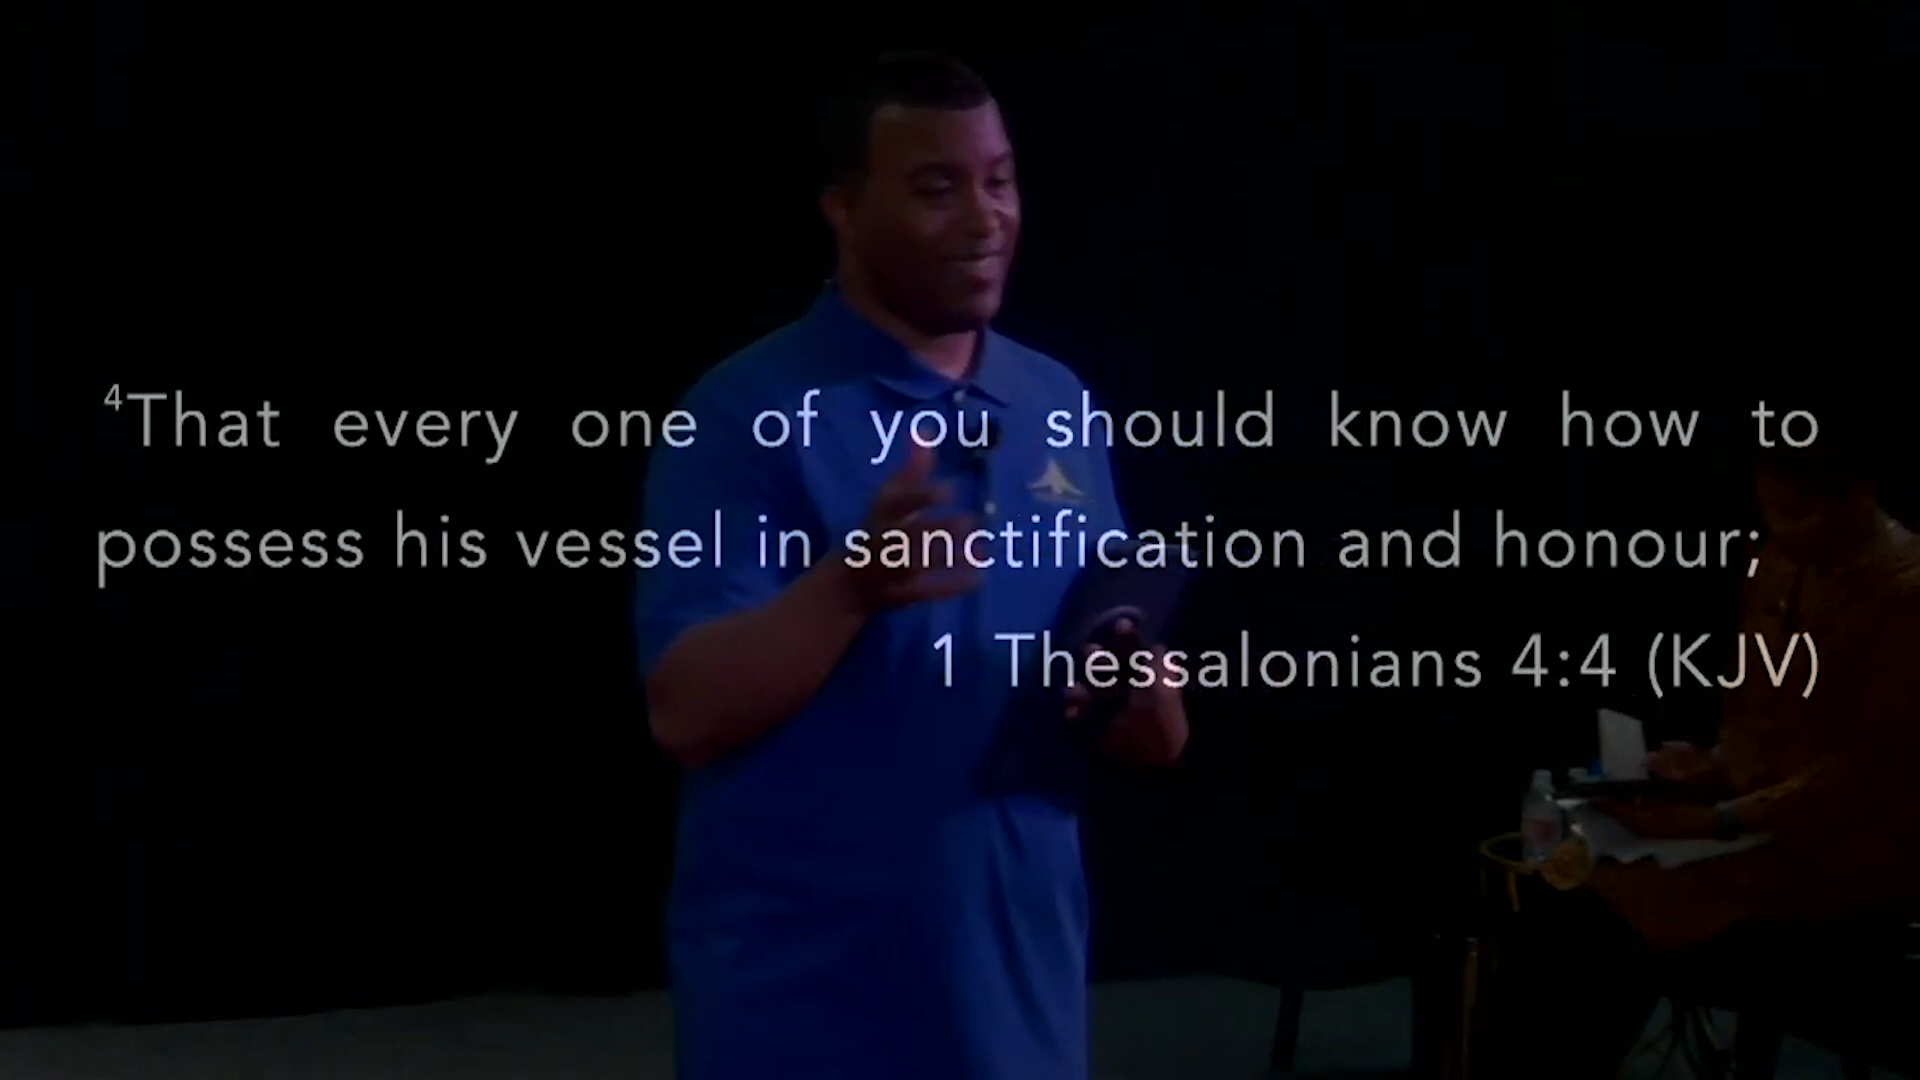 ⁴That every one of you should know how to
possess his vessel in sanctification and honour;
1 Thessalonians 4:4 (KJV)